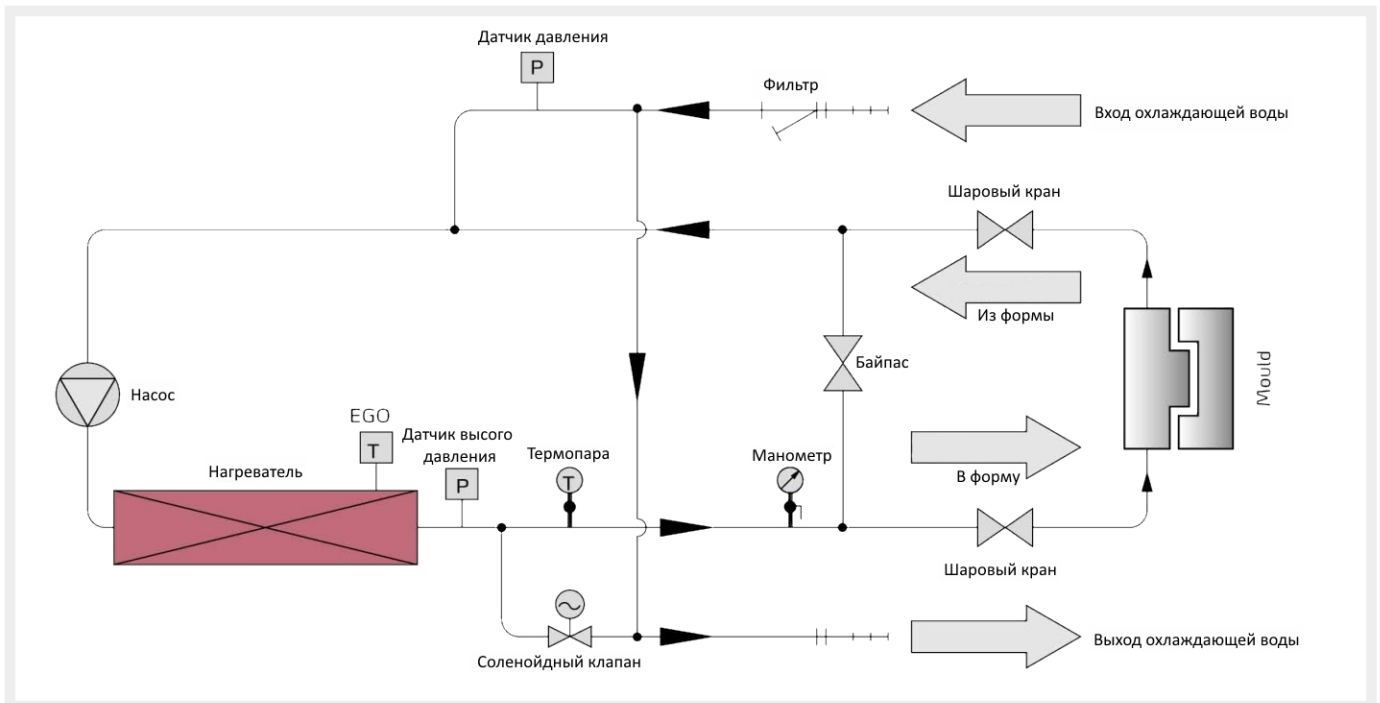 Датчик давления
P
Фильтр
Вход охлаждающей воды
Шаровый кран
Из формы
Байпас
Mould
Насос
EGO
T
Датчик высого
давления
P
Термопара
T
Манометр
В форму
Нагреватель
Шаровый кран
Соленойдный клапан
Выход охлаждающей воды